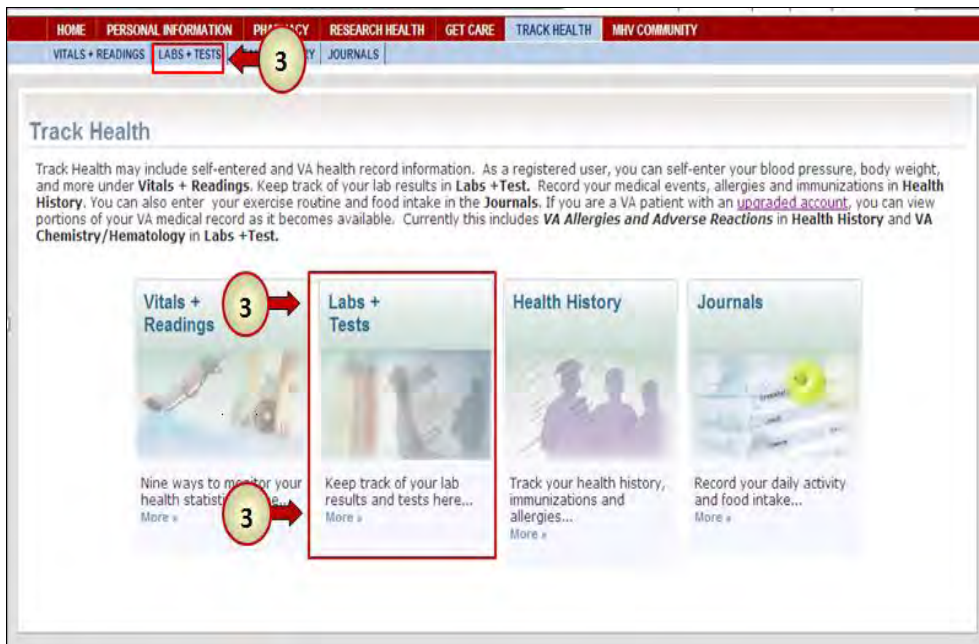 HOME PERSONAL INFORMATION PHARMACY RESEARCH HEALTH GET CARE TRACK HEALTH MHV COMMUNITY
VITALS + READINGS LABS + TESTS 3 JOURNALS
Track Health
Track Health may include self-entered and VA health record information. As a registered user, you can self-enter your blood pressure, body weight,
and more under Vitals + Readings. Keep track of your lab results in Labs +Test. Record your medical events, allergies and immunizations in Health
History. You can also enter your exercise routine and food intake in the Journals. If you are a VA patient with an upgraded account, you can view
portions of your VA medical record as it becomes available. Currently this includes VA Allergies and Adverse Reactions in Health History and VA
Chemistry/Hematology in Labs +Test.
Vitals +
Readings
3
Labs +
Tests
Health History
Journals
Nine ways to monitor your
health
More »
3
Keep track of your lab
results and tests here...
More »
Track your health history,
immunizations and
allergies...
More »
Record your daily activity
and food intake...
More »